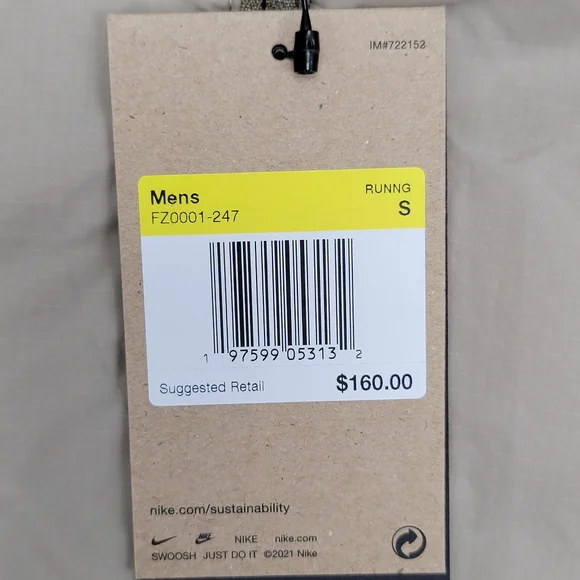 IM#722152
Mens
RUNNG
FZ0001-247
S
1 97599 05313 2
Suggested Retail $160.00
nike.com/sustainability
NIKE nike.com
SWOOSH JUST DO IT ©2021 Nike